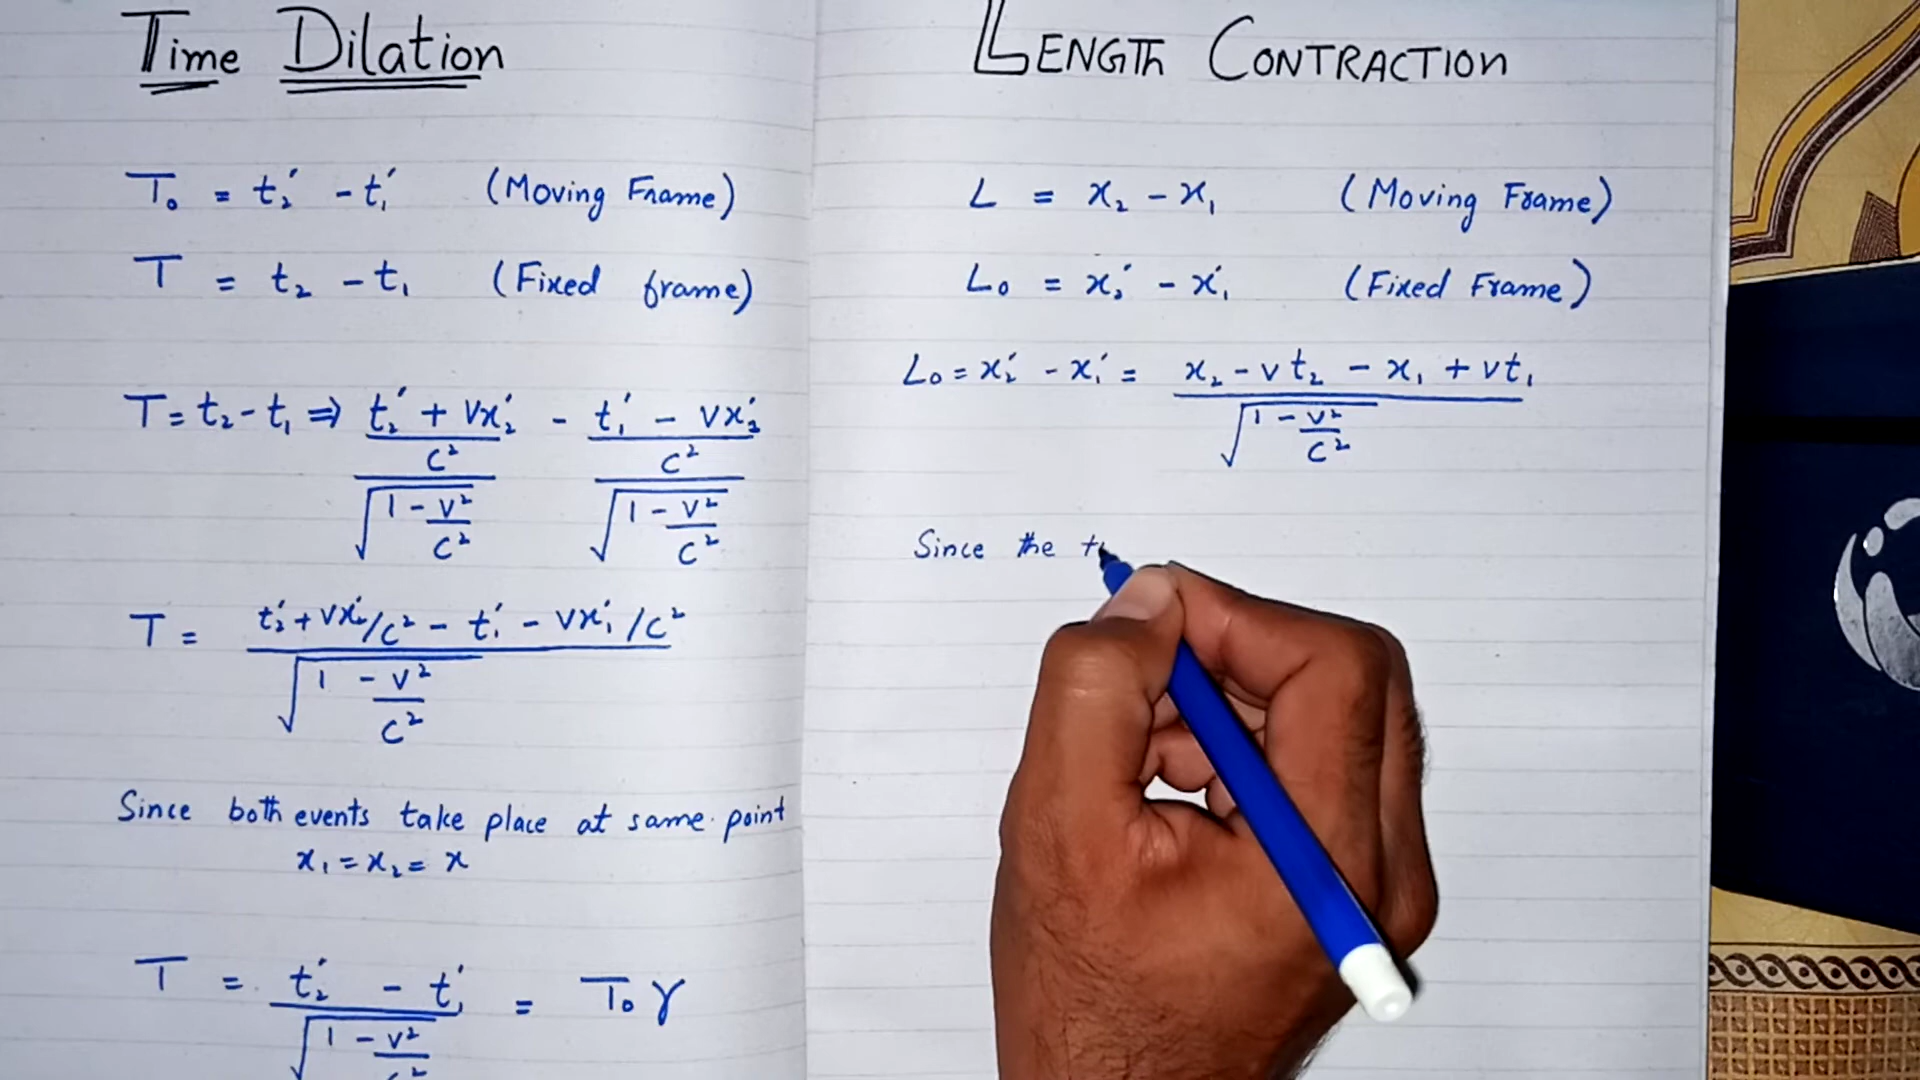 Time Dilation
T₀ = t₂′ - t₁′ (Moving Frame)
T = t₂ - t₁ (Fixed frame)
T = t₂ - t₁ ⇒ t₂′ + vx₂′ - t₁′ - vx₂′
c² c²
√1 - v² √1 - v²
c² c²
T = t₂′ + vx₂′/c² - t₁′ - vx₁′/c²
√1 - v²
c²
Since both events take place at same point
x₁ = x₂ = x
T = t₂′ - t₁′ = T₀γ
√1 - v²
c²
LENGTH CONTRACTION
L = x₂ - x₁ (Moving Frame)
L₀ = x₂′ - x₁′ (Fixed Frame)
L₀ = x₂′ - x₁′ = x₂ - vt₂ - x₁ + vt₁
√1 - v²
c²
Since the